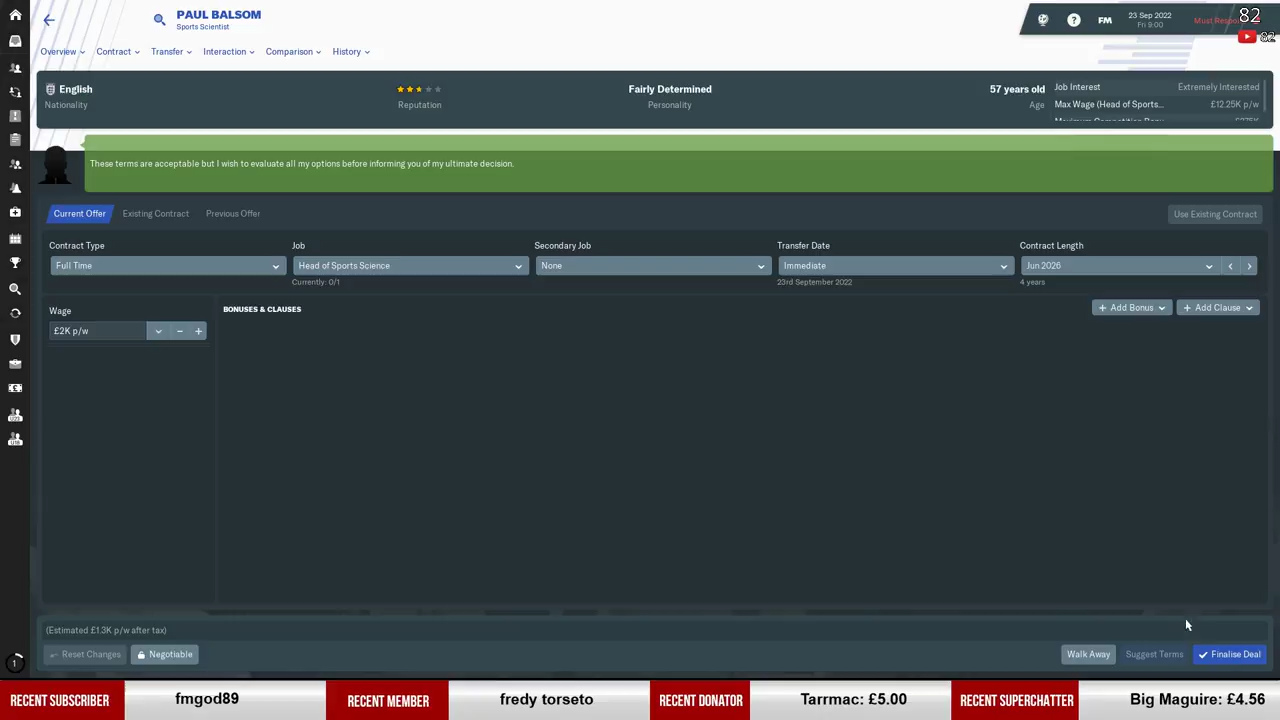 PAUL BALSOM
Sports Scientist
FM
23 Sep 2022
Fri 9:00
82
82
Overview
Contract
Transfer
Interaction
Comparison
History
English
Nationality
Reputation
Fairly Determined
Personality
57 years old
Age
Job Interest Extremely Interested
Max Wage (Head of Sports... £12.25K p/w
These terms are acceptable but I wish to evaluate all my options before informing you of my ultimate decision.
Current Offer
Existing Contract
Previous Offer
Use Existing Contract
Contract Type
Full Time
Job
Head of Sports Science
Currently: 0/1
Secondary Job
None
Transfer Date
Immediate
23rd September 2022
Contract Length
Jun 2026
4 years
Wage
£2K p/w
BONUSES & CLAUSES
Add Bonus
Add Clause
(Estimated £1.3K p/w after tax)
Reset Changes
Negotiable
Walk Away
Suggest Terms
Finalise Deal
1
RECENT SUBSCRIBER
fmgod89
RECENT MEMBER
fredy torseto
RECENT DONATOR
Tarrmac: £5.00
RECENT SUPERCHATTER
Big Maguire: £4.56